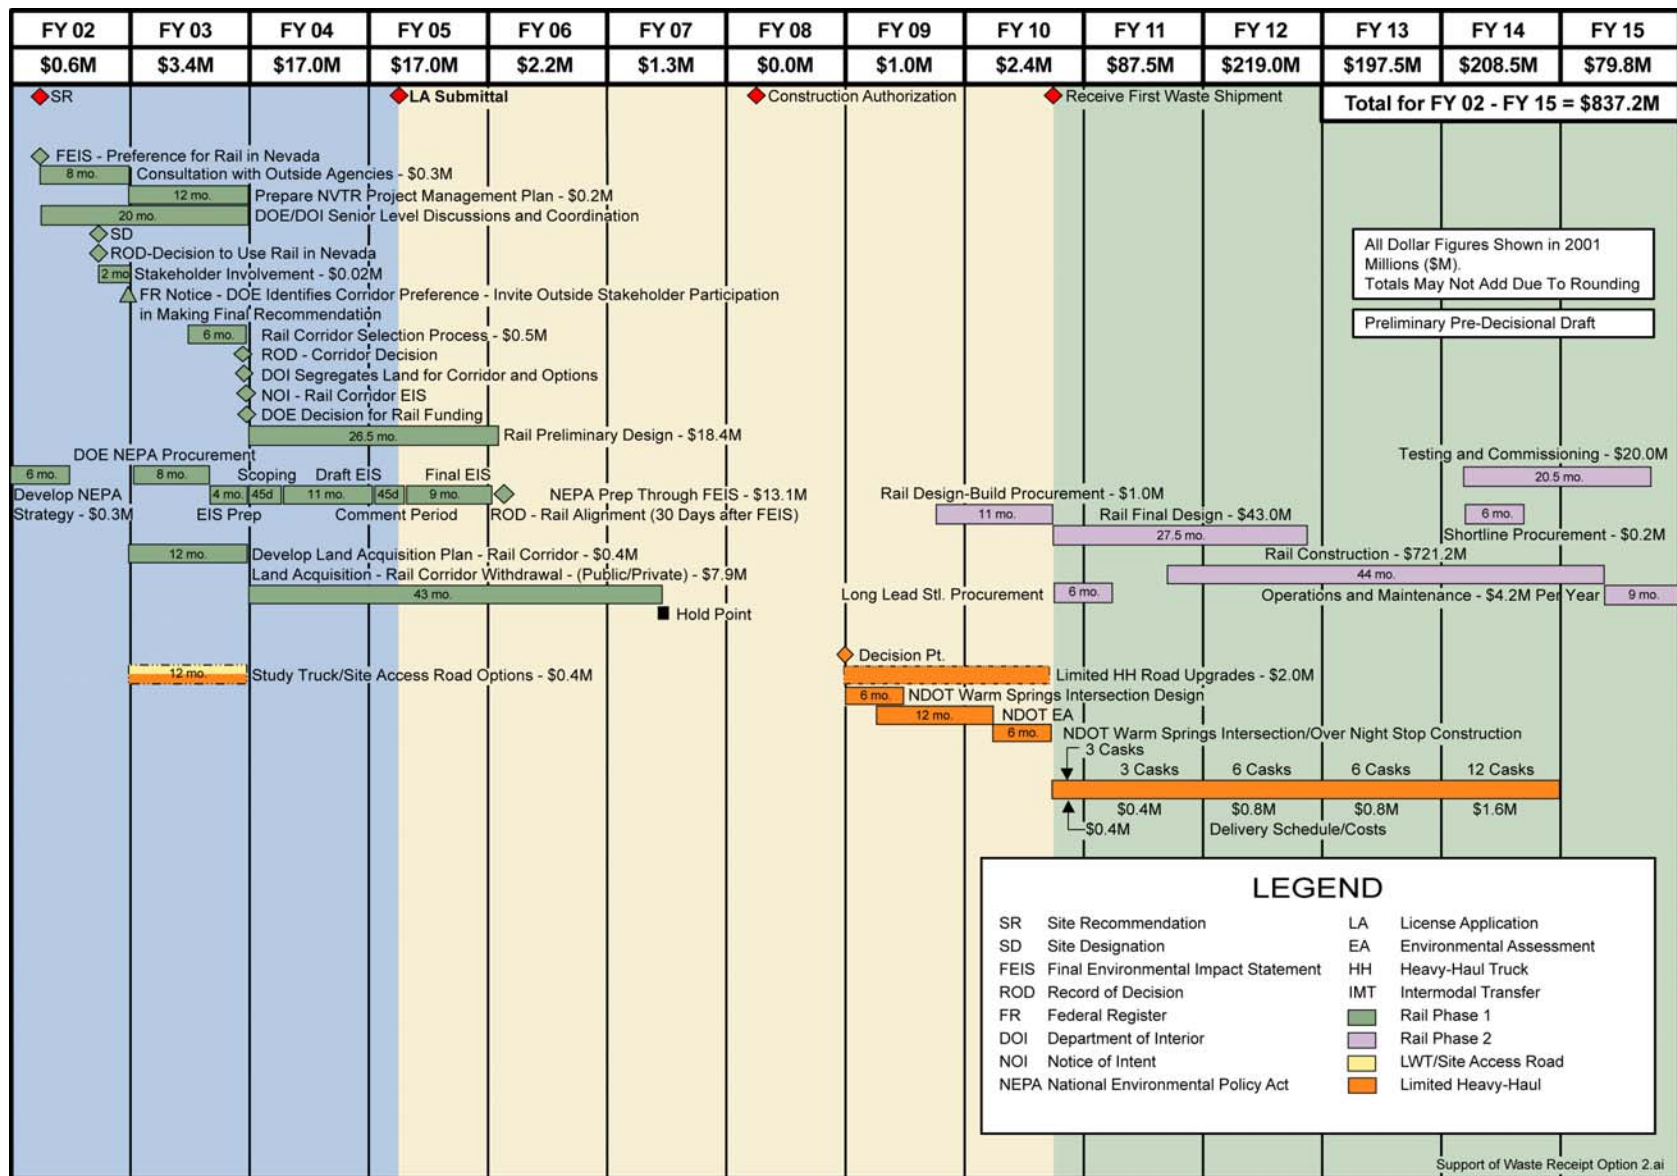 FY 02 FY 03 FY 04 FY 05 FY 06 FY 07 FY 08 FY 09 FY 10 FY 11 FY 12 FY 13 FY 14 FY 15
$0.6M $3.4M $17.0M $17.0M $2.2M $1.3M $0.0M $1.0M $2.4M $87.5M $219.0M $197.5M $208.5M $79.8M
SR LA Submittal Construction Authorization Receive First Waste Shipment
Total for FY 02 - FY 15 = $837.2M
FEIS - Preference for Rail in Nevada
8 mo. Consultation with Outside Agencies - $0.3M
12 mo. Prepare NVTR Project Management Plan - $0.2M
20 mo. DOE/DOI Senior Level Discussions and Coordination
SD
ROD-Decision to Use Rail in Nevada
2 mo Stakeholder Involvement - $0.02M
FR Notice - DOE Identifies Corridor Preference - Invite Outside Stakeholder Participation
in Making Final Recommendation
6 mo. Rail Corridor Selection Process - $0.5M
ROD - Corridor Decision
DOI Segregates Land for Corridor and Options
NOI - Rail Corridor EIS
DOE Decision for Rail Funding
26.5 mo. Rail Preliminary Design - $18.4M
All Dollar Figures Shown in 2001
Millions ($M).
Totals May Not Add Due To Rounding
Preliminary Pre-Decisional Draft
DOE NEPA Procurement
6 mo. 8 mo. Scoping Draft EIS Final EIS
Develop NEPA 4 mo. 45d 11 mo. 45d 9 mo. NEPA Prep Through FEIS - $13.1M
Strategy - $0.3M EIS Prep Comment Period ROD - Rail Alignment (30 Days after FEIS)
12 mo. Develop Land Acquisition Plan - Rail Corridor - $0.4M
Land Acquisition - Rail Corridor Withdrawal - (Public/Private) - $7.9M
43 mo.
Hold Point
Testing and Commissioning - $20.0M
20.5 mo.
Rail Design-Build Procurement - $1.0M
11 mo. Rail Final Design - $43.0M 6 mo.
27.5 mo. Shortline Procurement - $0.2M
Rail Construction - $721.2M
44 mo.
Long Lead Stl. Procurement 6 mo. Operations and Maintenance - $4.2M Per Year 9 mo.
Decision Pt.
12 mo. Study Truck/Site Access Road Options - $0.4M Limited HH Road Upgrades - $2.0M
6 mo. NDOT Warm Springs Intersection Design
12 mo. NDOT EA
6 mo. NDOT Warm Springs Intersection/Over Night Stop Construction
3 Casks
3 Casks 6 Casks 6 Casks 12 Casks
$0.4M $0.8M $0.8M $1.6M
$0.4M Delivery Schedule/Costs
LEGEND
SR Site Recommendation LA License Application
SD Site Designation EA Environmental Assessment
FEIS Final Environmental Impact Statement HH Heavy-Haul Truck
ROD Record of Decision IMT Intermodal Transfer
FR Federal Register Rail Phase 1
DOI Department of Interior Rail Phase 2
NOI Notice of Intent LWT/Site Access Road
NEPA National Environmental Policy Act Limited Heavy-Haul
Support of Waste Receipt Option 2.ai